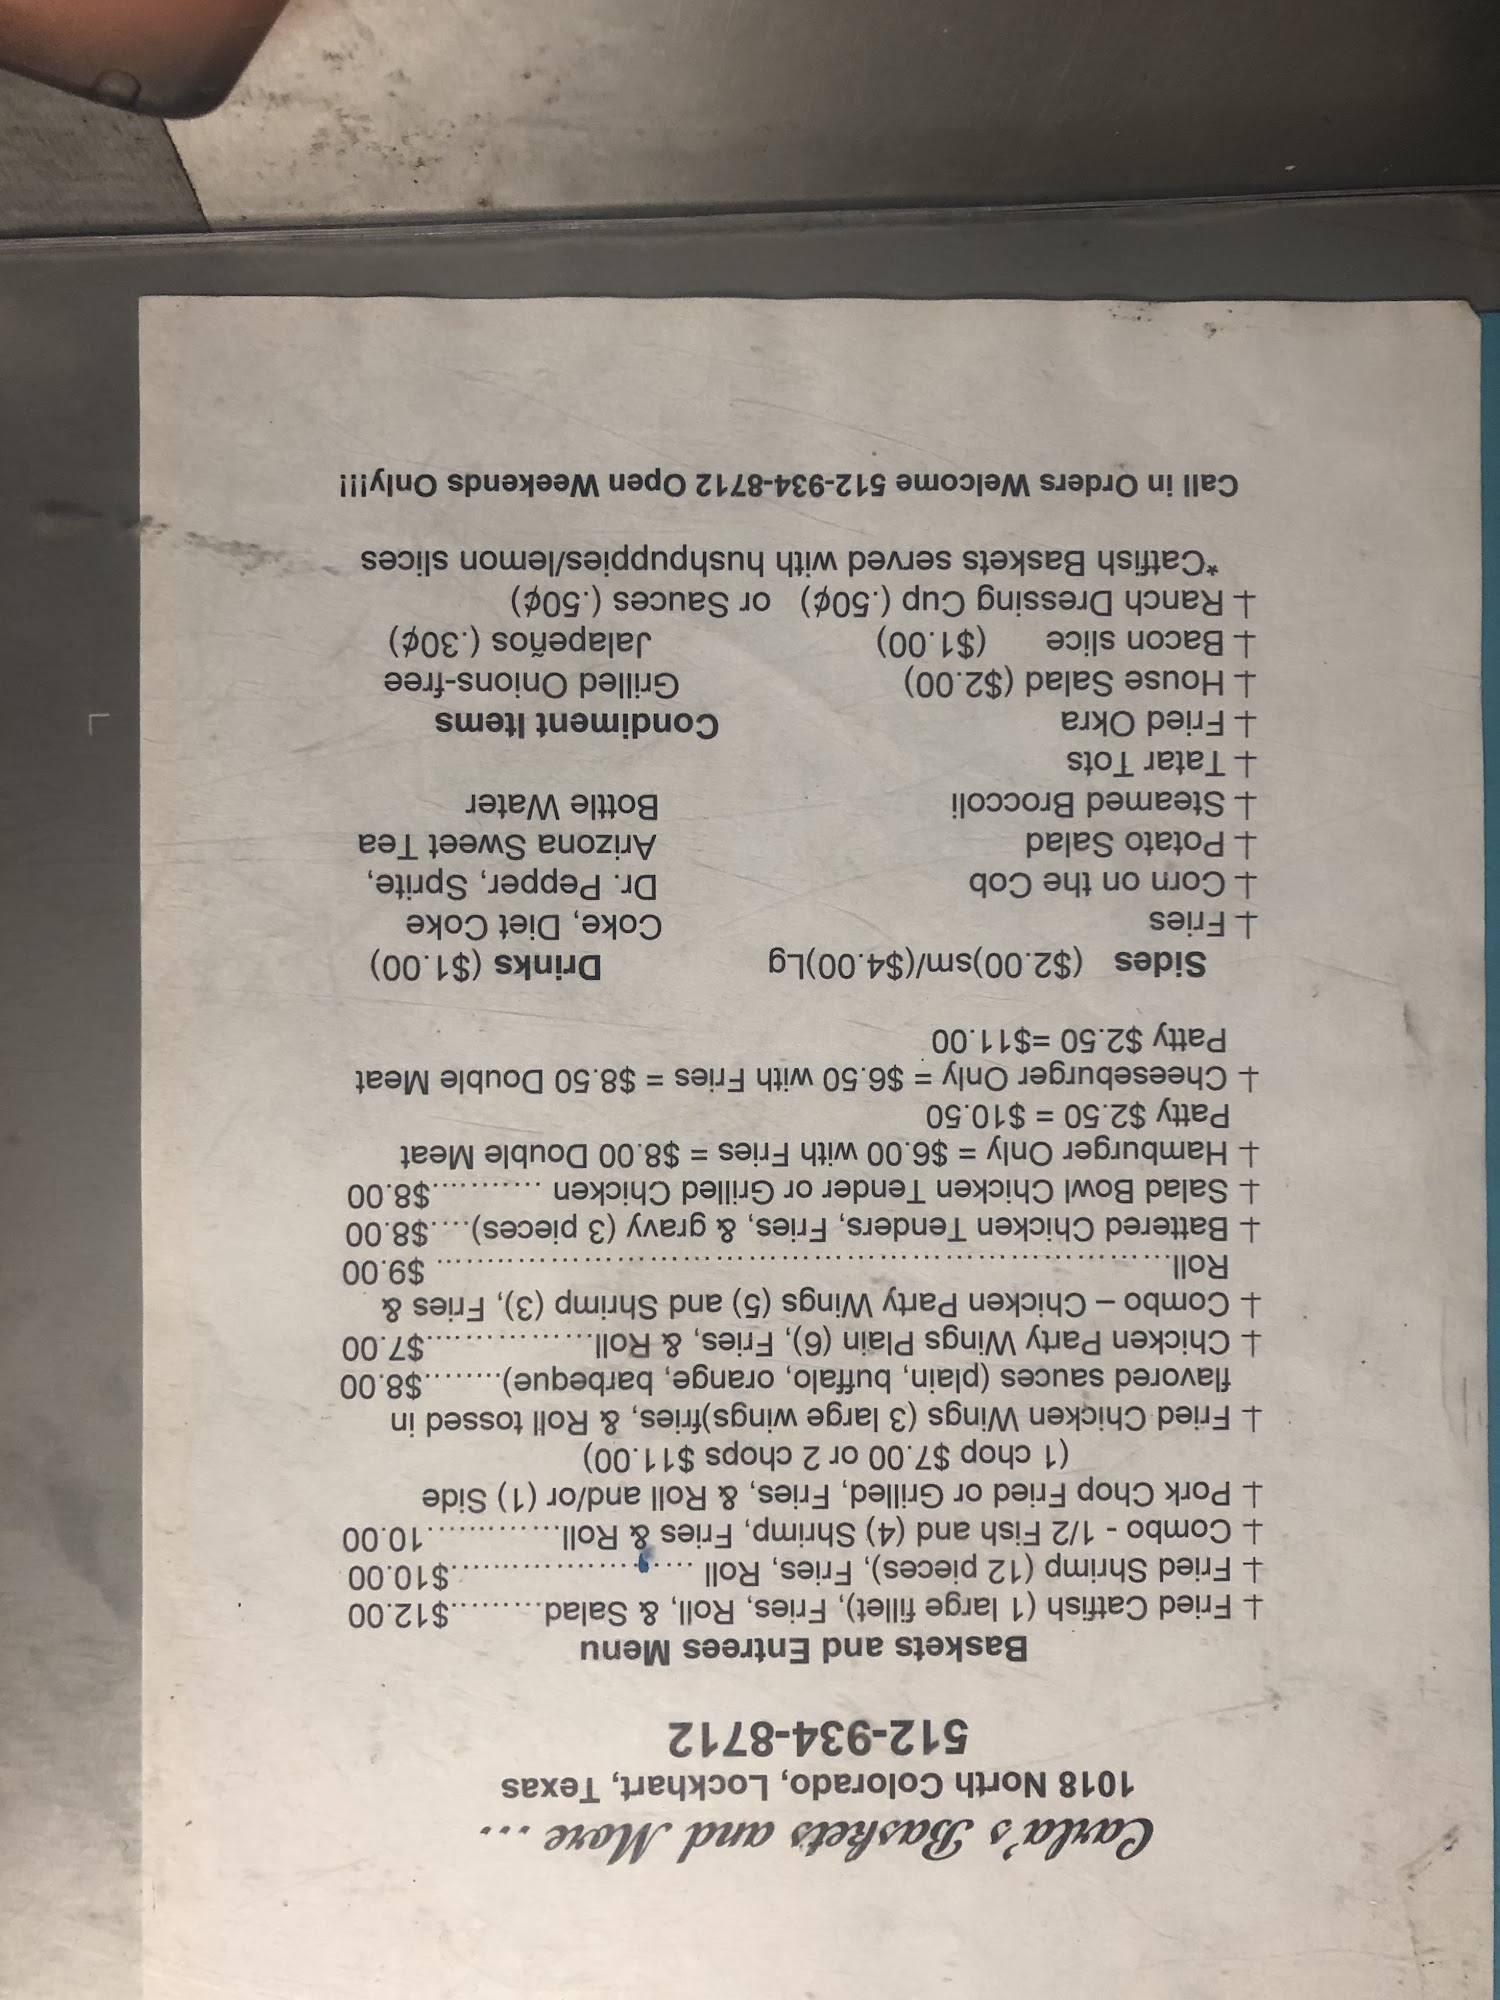 Carla's Baskets and More ...
1018 North Colorado, Lockhart, Texas
512-934-8712
Baskets and Entrees Menu
┼ Fried Catfish (1 large fillet), Fries, Roll, & Salad..........$12.00
┼ Fried Shrimp (12 pieces), Fries, Roll ........................$10.00
┼ Combo - 1/2 Fish and (4) Shrimp, Fries & Roll..............10.00
┼ Pork Chop Fried or Grilled, Fries, & Roll and/or (1) Side
(1 chop $7.00 or 2 chops $11.00)
┼ Fried Chicken Wings (3 large wings)fries, & Roll tossed in
flavored sauces (plain, buffalo, orange, barbeque).........$8.00
┼ Chicken Party Wings Plain (6), Fries, & Roll.................$7.00
┼ Combo – Chicken Party Wings (5) and Shrimp (3), Fries &
Roll........................................................................... $9.00
┼ Battered Chicken Tenders, Fries, & gravy (3 pieces)....$8.00
┼ Salad Bowl Chicken Tender or Grilled Chicken ...........$8.00
┼ Hamburger Only = $6.00 with Fries = $8.00 Double Meat
Patty $2.50 = $10.50
┼ Cheeseburger Only = $6.50 with Fries = $8.50 Double Meat
Patty $2.50 =$11.00
Sides ($2.00)sm/($4.00)Lg
┼ Fries
┼ Corn on the Cob
┼ Potato Salad
┼ Steamed Broccoli
┼ Tatar Tots
┼ Fried Okra
┼ House Salad ($2.00)
┼ Bacon slice ($1.00)
┼ Ranch Dressing Cup (.50¢) or Sauces (.50¢)
Drinks ($1.00)
Coke, Diet Coke
Dr. Pepper, Sprite,
Arizona Sweet Tea
Bottle Water
Condiment Items
Grilled Onions-free
Jalapeños (.30¢)
*Catfish Baskets served with hushpuppies/lemon slices
Call in Orders Welcome 512-934-8712 Open Weekends Only!!!